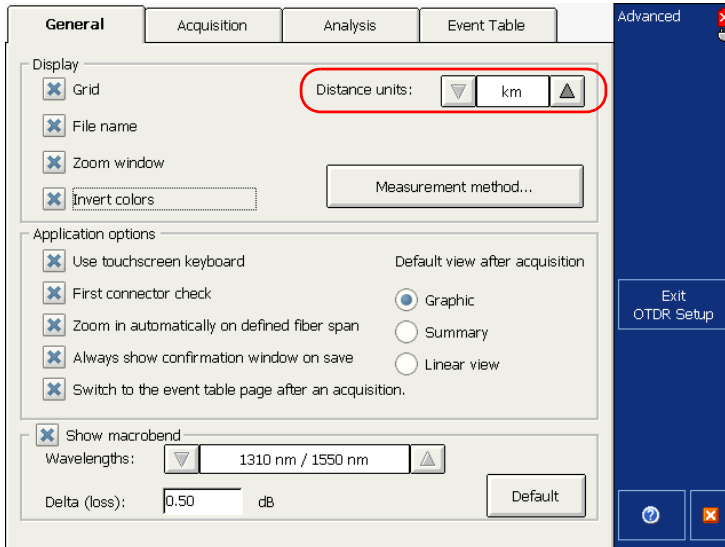 General
Acquisition
Analysis
Event Table
Advanced
Display
Grid
Distance units:
km
File name
Zoom window
Measurement method...
Invert colors
Application options
Use touchscreen keyboard
Default view after acquisition
First connector check
Graphic
Zoom in automatically on defined fiber span
Summary
Always show confirmation window on save
Linear view
Switch to the event table page after an acquisition.
Exit
OTDR Setup
Show macrobend
Wavelengths:
1310 nm / 1550 nm
Delta (loss):
0.50
dB
Default
?